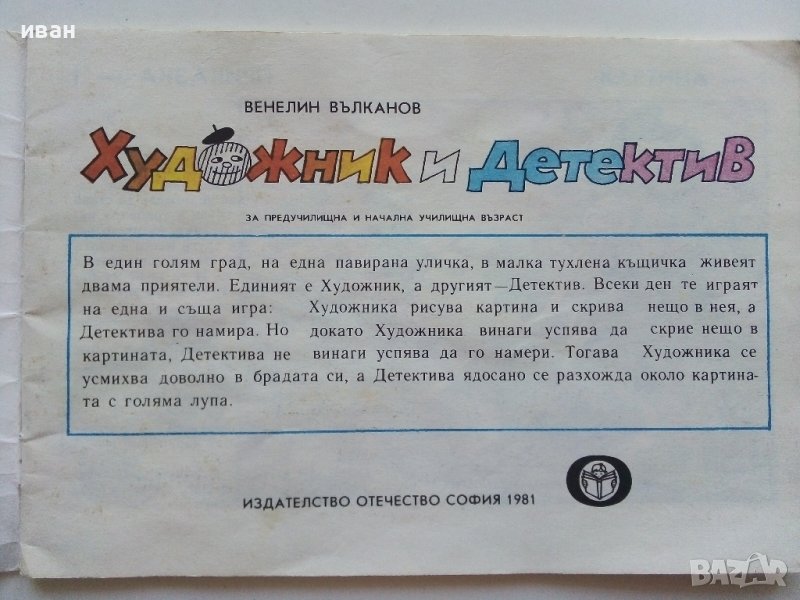 иван
ВЕНЕЛИН ВЪЛКАНОВ
ХУДОЖНИК И ДЕТЕКТИВ
ЗА ПРЕДУЧИЛИЩНА И НАЧАЛНА УЧИЛИЩНА ВЪЗРАСТ
В един голям град, на една павирана уличка, в малка тухлена къщичка живеят
двама приятели. Единият е Художник, а другият—Детектив. Всеки ден те играят
на една и съща игра: Художника рисува картина и скрива нещо в нея, а
Детектива го намира. Но докато Художника винаги успява да скрие нещо в
картината, Детектива не винаги успява да го намери. Тогава Художника се
усмихва доволно в брадата си, а Детектива ядосано се разхожда около картина-
та с голяма лупа.
ИЗДАТЕЛСТВО ОТЕЧЕСТВО СОФИЯ 1981
BAZAR